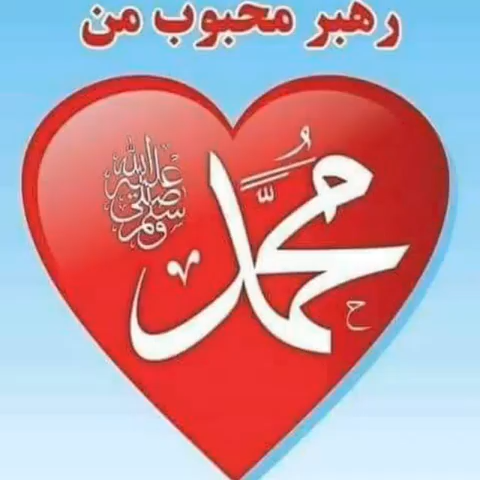 رهبر محبوب من
محمد
صلى الله عليه وسلم